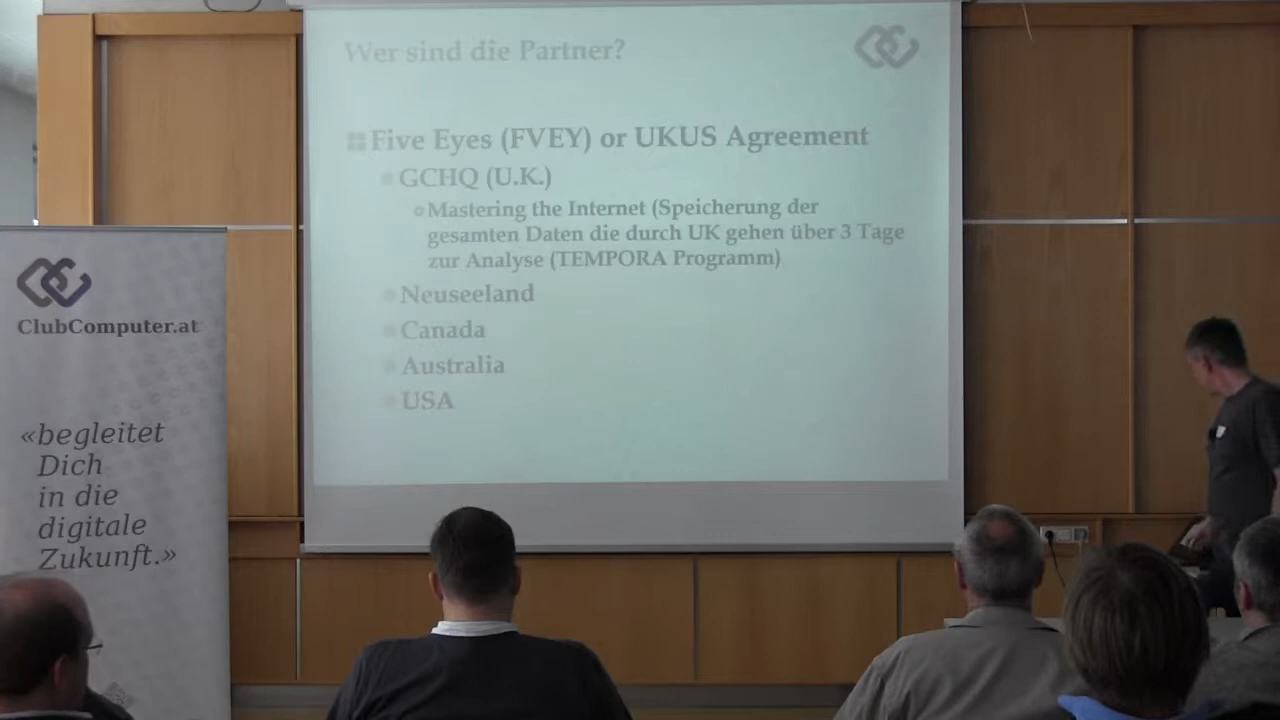 Wer sind die Partner?
Five Eyes (FVEY) or UKUS Agreement
GCHQ (U.K.)
Mastering the Internet (Speicherung der
gesamten Daten die durch UK gehen über 3 Tage
zur Analyse (TEMPORA Programm)
Neuseeland
Canada
Australia
USA
ClubComputer.at
«begleitet
Dich
in die
digitale
Zukunft.»